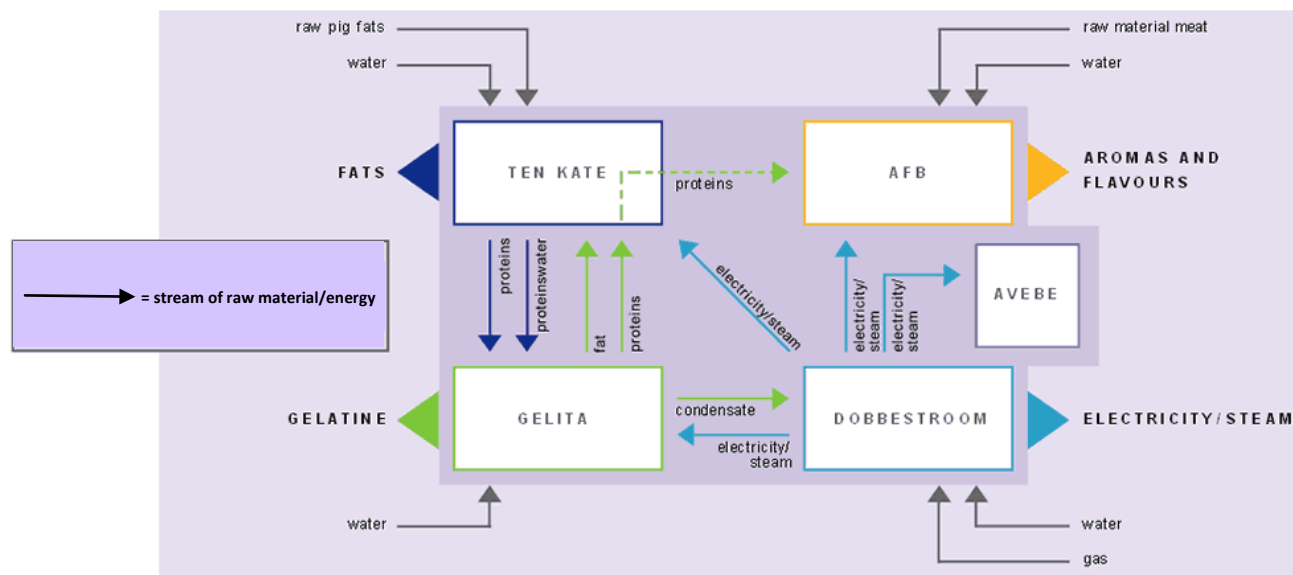 raw pig fats
water
raw material meat
water
FATS
TEN KATE
proteins
AFB
AROMAS AND
FLAVOURS
= stream of raw material/energy
proteins
proteinswater
fat
proteins
electricity/steam
electricity/
steam
electricity/
steam
AVEBE
GELATINE
GELITA
condensate
electricity/
steam
DOBBESTROOM
ELECTRICITY/STEAM
water
water
gas